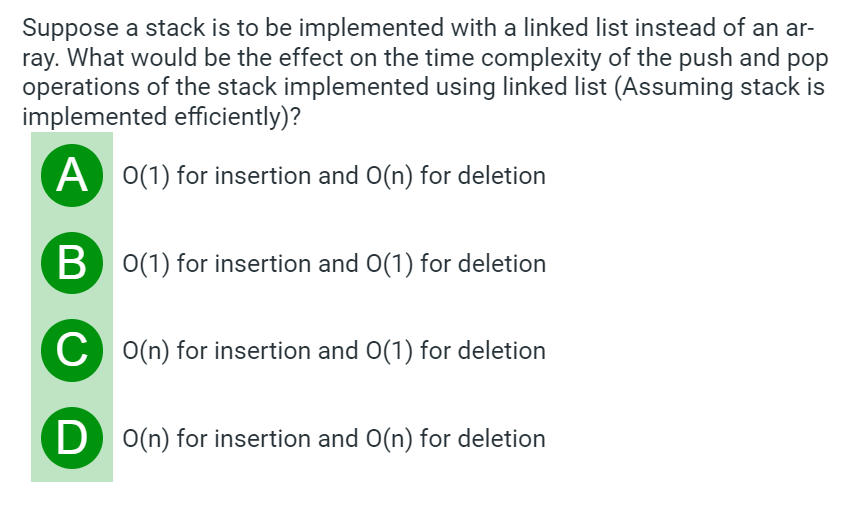 Suppose a stack is to be implemented with a linked list instead of an ar-
ray. What would be the effect on the time complexity of the push and pop
operations of the stack implemented using linked list (Assuming stack is
implemented efficiently)?
A O(1) for insertion and O(n) for deletion
B O(1) for insertion and O(1) for deletion
C O(n) for insertion and O(1) for deletion
D O(n) for insertion and O(n) for deletion